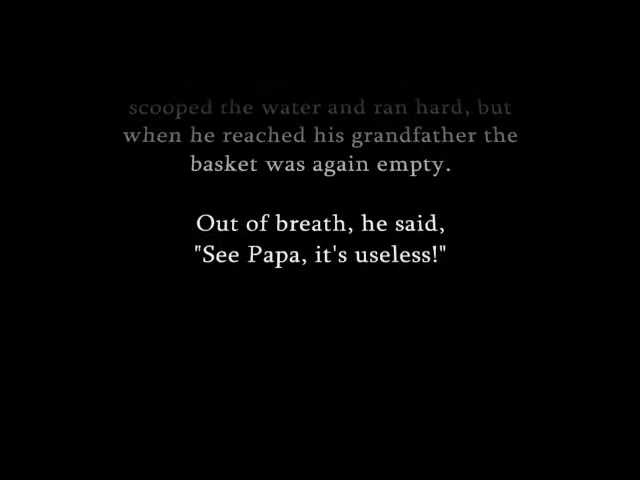 scooped the water and ran hard, but
when he reached his grandfather the
basket was again empty.
Out of breath, he said,
"See Papa, it's useless!"